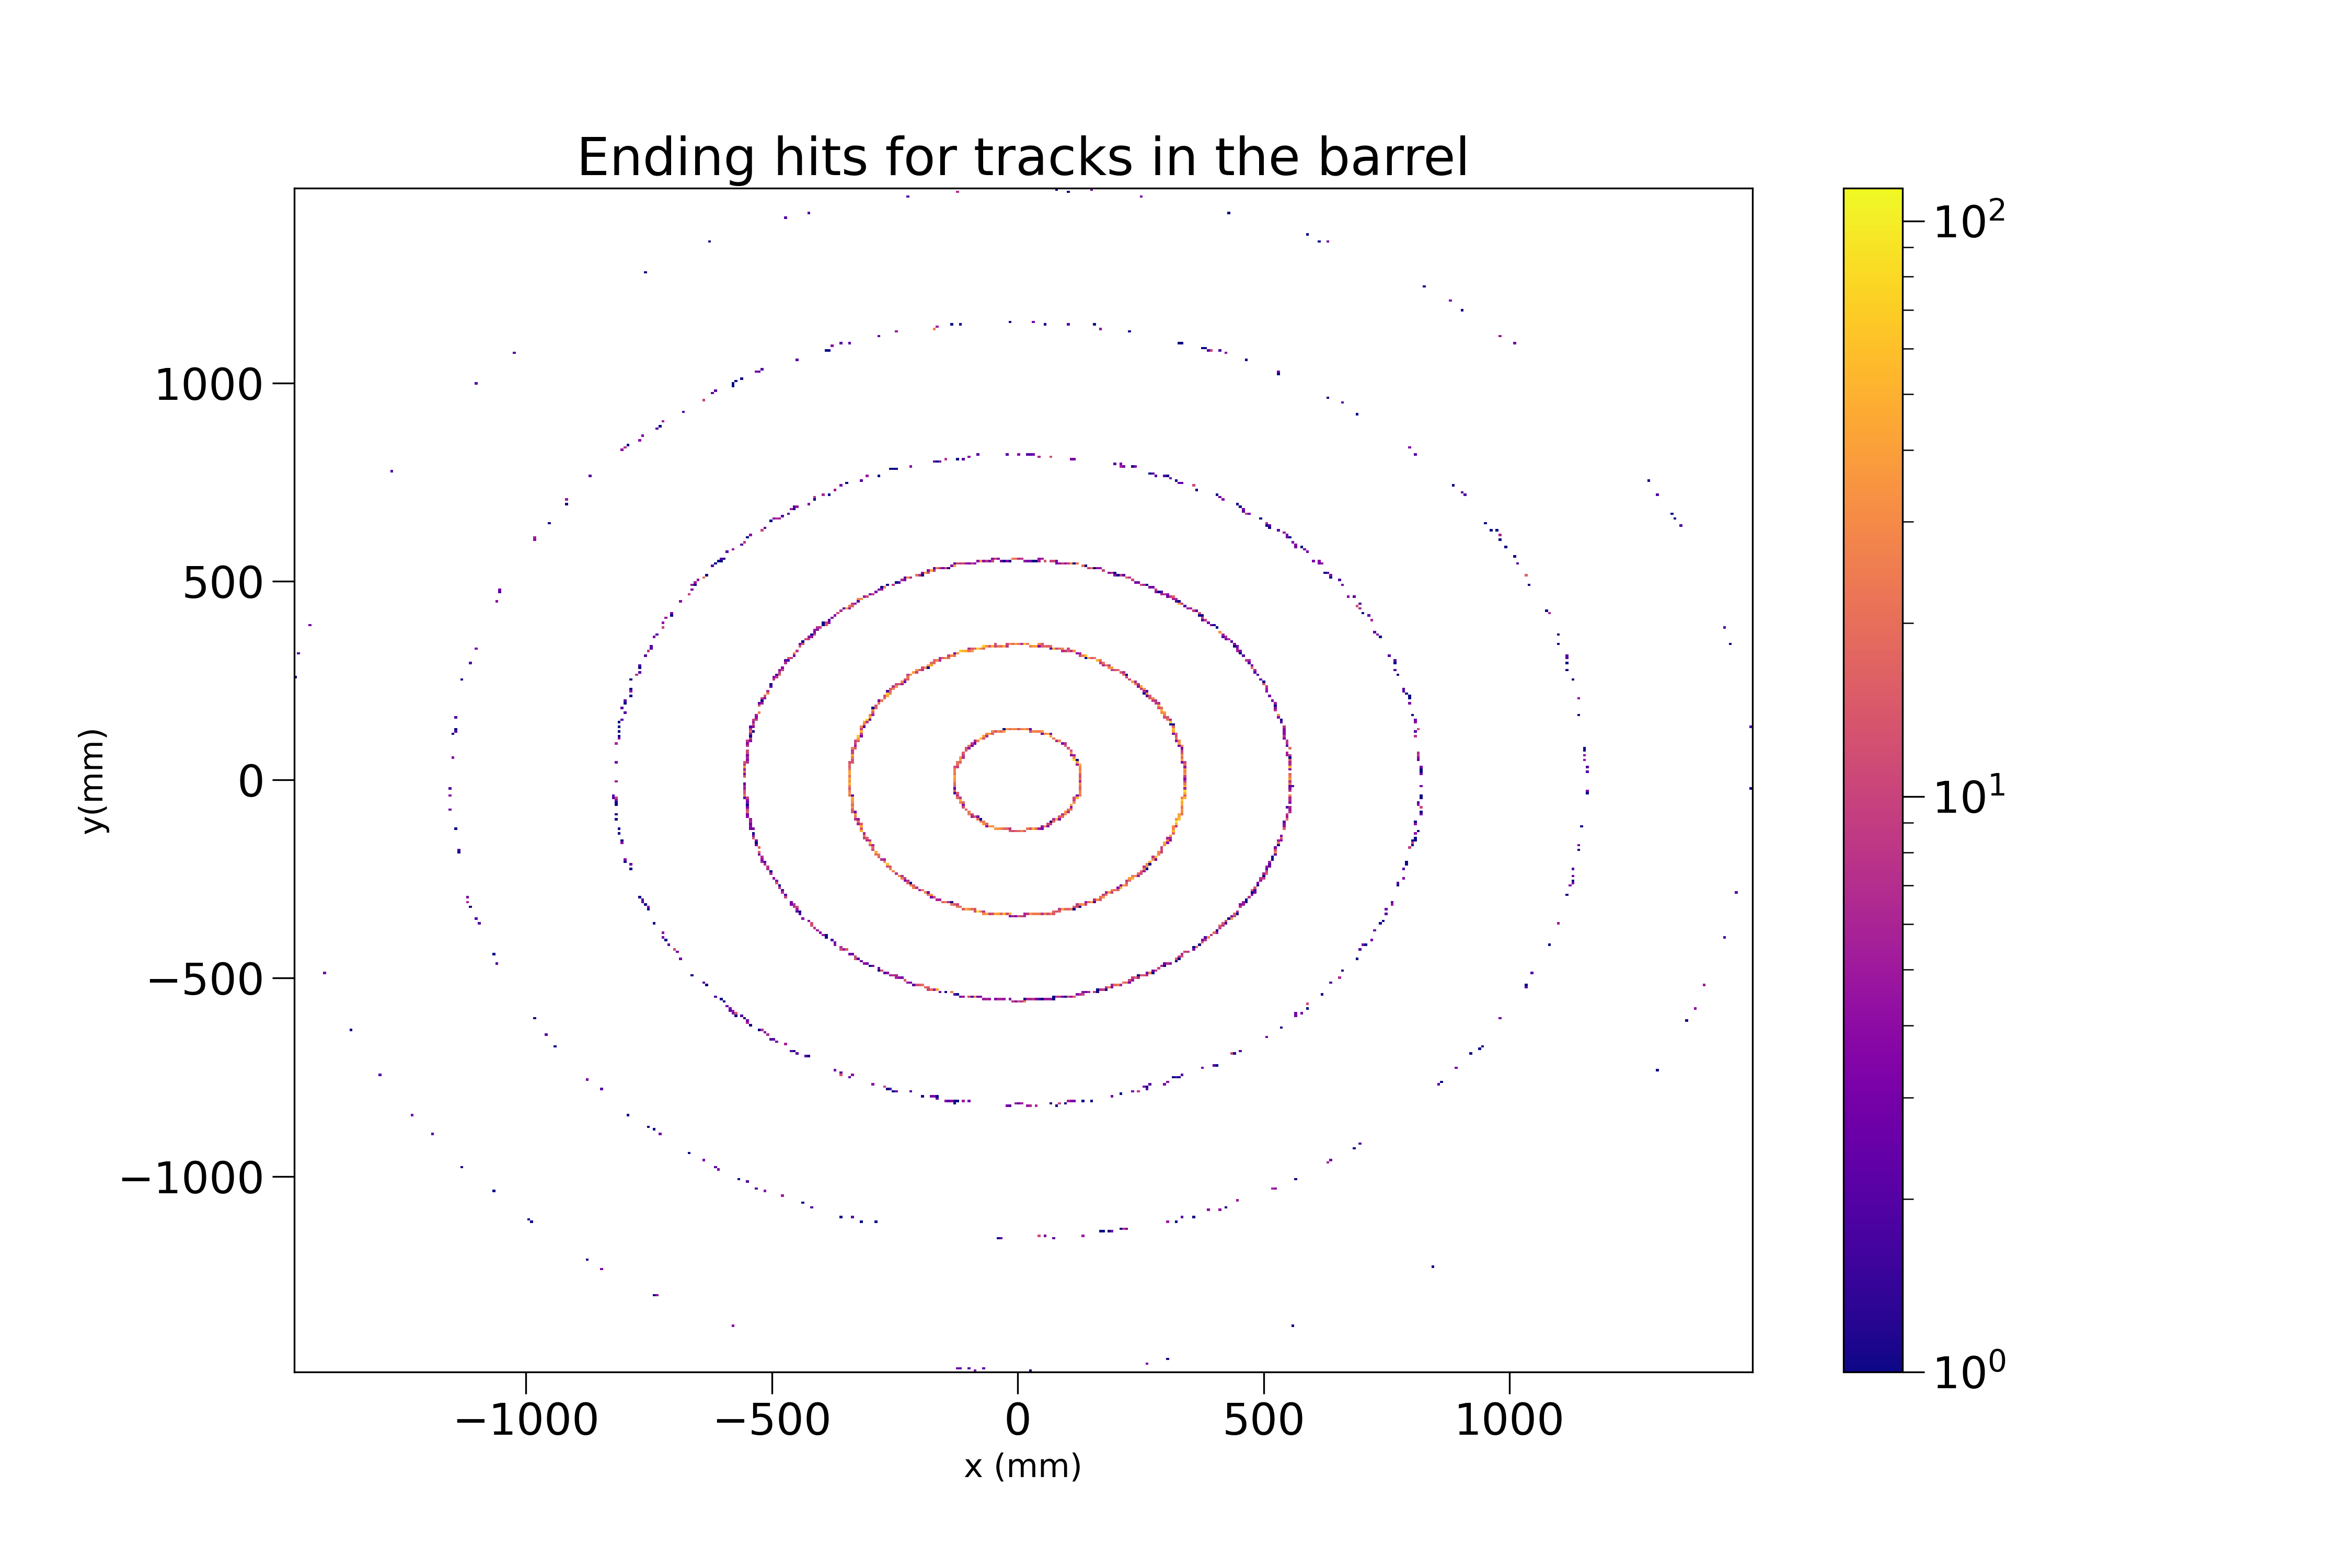 Ending hits for tracks in the barrel
y(mm)
1000
500
0
−500
−1000
−1000 −500 0 500 1000
x (mm)
10²
10¹
10⁰